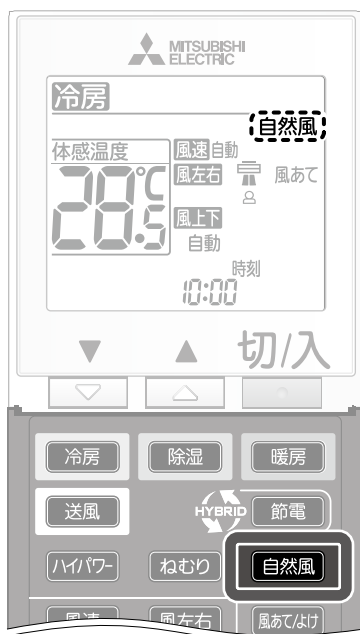 MITSUBISHI
ELECTRIC
冷房
自然風
体感温度 風速 自動
28.5℃ 風左右 風あて
風上下
自動
時刻
10:00
切/入
冷房 除湿 暖房
送風 HYBRID 節電
ハイパワー ねむり 自然風
風速 風左右 風あて/よけ